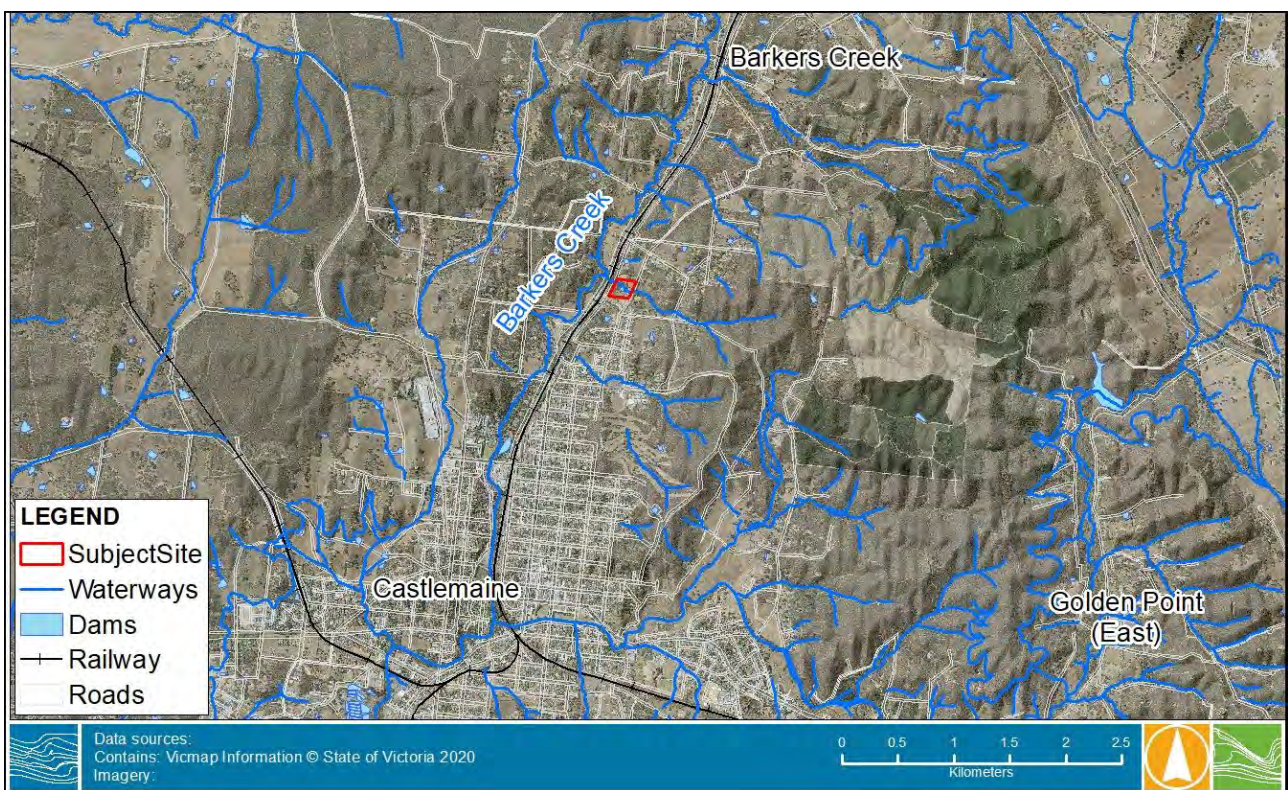 Barkers Creek
Barkers Creek
Castlemaine
Golden Point
(East)
LEGEND
SubjectSite
Waterways
Dams
Railway
Roads
Data sources:
Contains: Vicmap Information © State of Victoria 2020
Imagery:
0 0.5 1 1.5 2 2.5
Kilometers